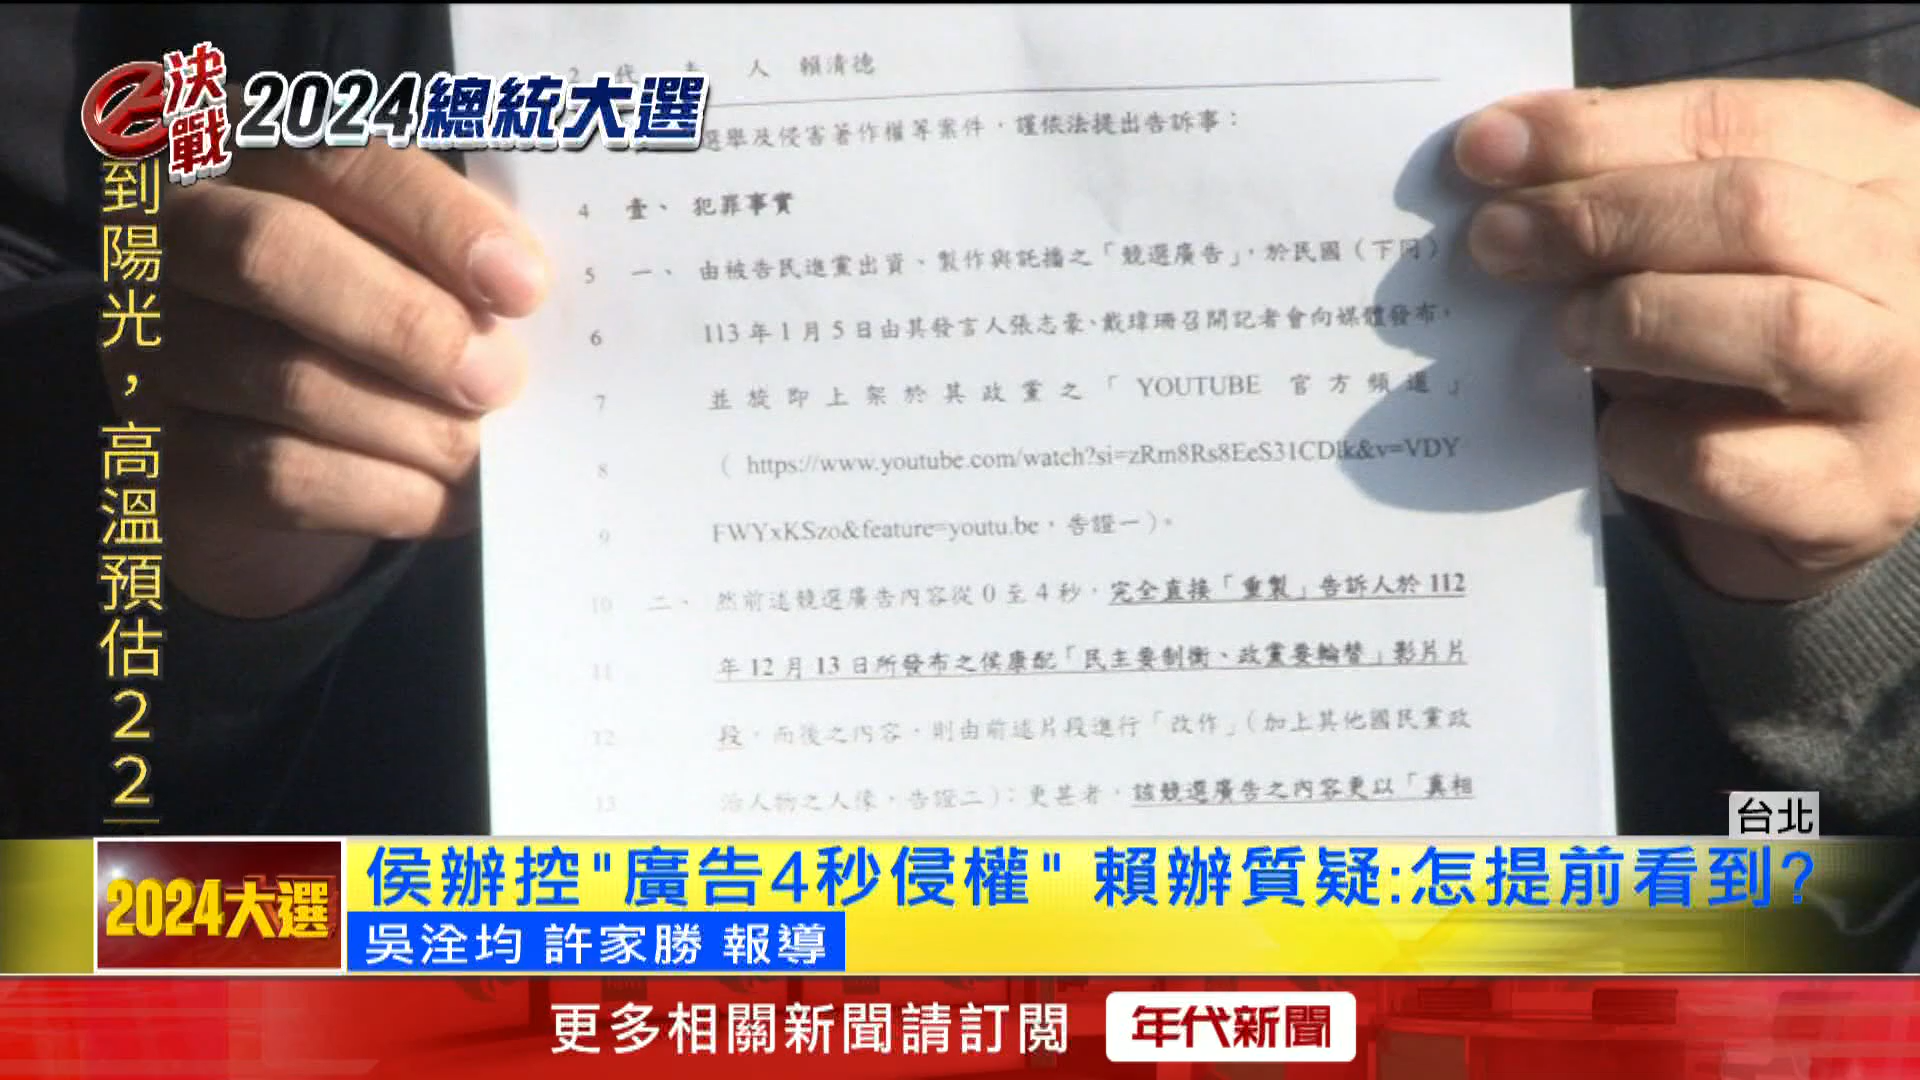 決戰
2024總統大選
到陽光，高溫預估22
2 代 表 人 賴清德
選舉及侵害著作權等案件，謹依法提出告訴事：
4 壹、 犯罪事實
5 一、 由被告民進黨出資、製作與託播之「競選廣告」，於民國（下同）
6 113年1月5日由其發言人張志豪、戴瑋珊召開記者會向媒體發布，
7 並旋即上架於其政黨之「YOUTUBE 官方頻道」
8 （https://www.youtube.com/watch?si=zRm8Rs8EeS31CDlk&v=VDY
9 FWYxKSzo&feature=youtu.be，告證一）。
10 二、 然前述競選廣告內容從0至4秒，完全直接「重製」告訴人於112
11 年12月13日所發布之侯康配「民主要制衡、政黨要輪替」影片片
12 段，而後之內容，則由前述片段進行「改作」（加上其他國民黨政
13 治人物之人像，告證二）；更甚者，該競選廣告之內容更以「真相
台北
2024大選
侯辦控"廣告4秒侵權" 賴辦質疑:怎提前看到?
吳洤均 許家勝 報導
更多相關新聞請訂閱
年代新聞